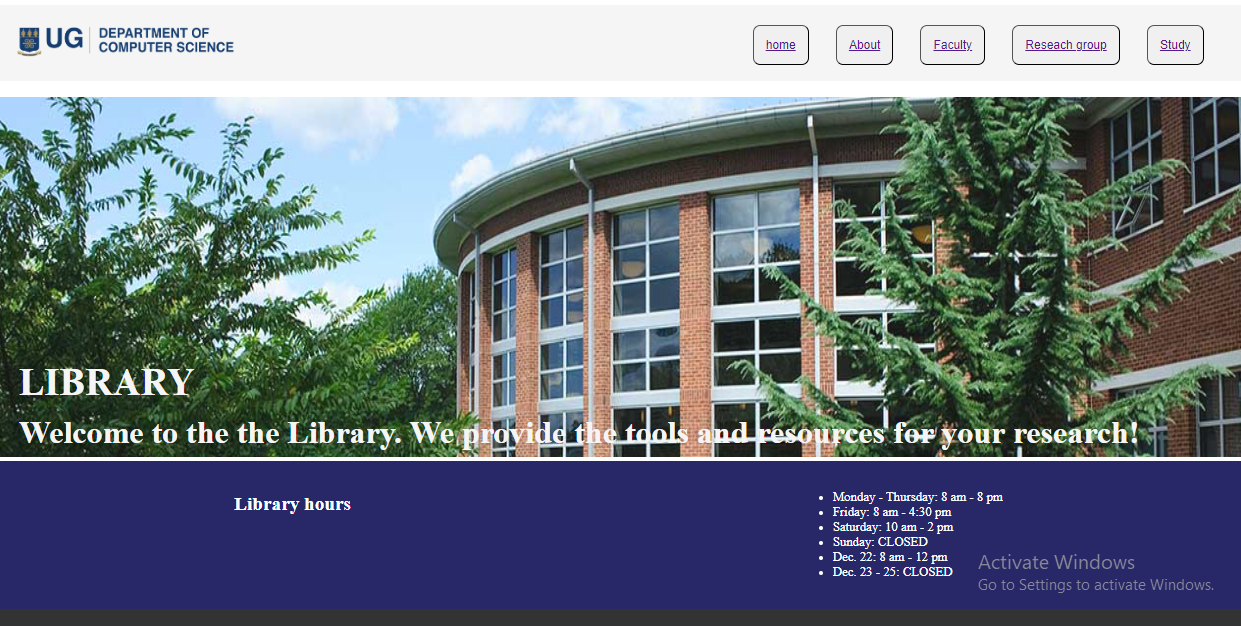 UG DEPARTMENT OF
COMPUTER SCIENCE
home
About
Faculty
Reseach group
Study
LIBRARY
Welcome to the the Library. We provide the tools and resources for your research!
Library hours
Monday - Thursday: 8 am - 8 pm
Friday: 8 am - 4:30 pm
Saturday: 10 am - 2 pm
Sunday: CLOSED
Dec. 22: 8 am - 12 pm
Dec. 23 - 25: CLOSED
Activate Windows
Go to Settings to activate Windows.